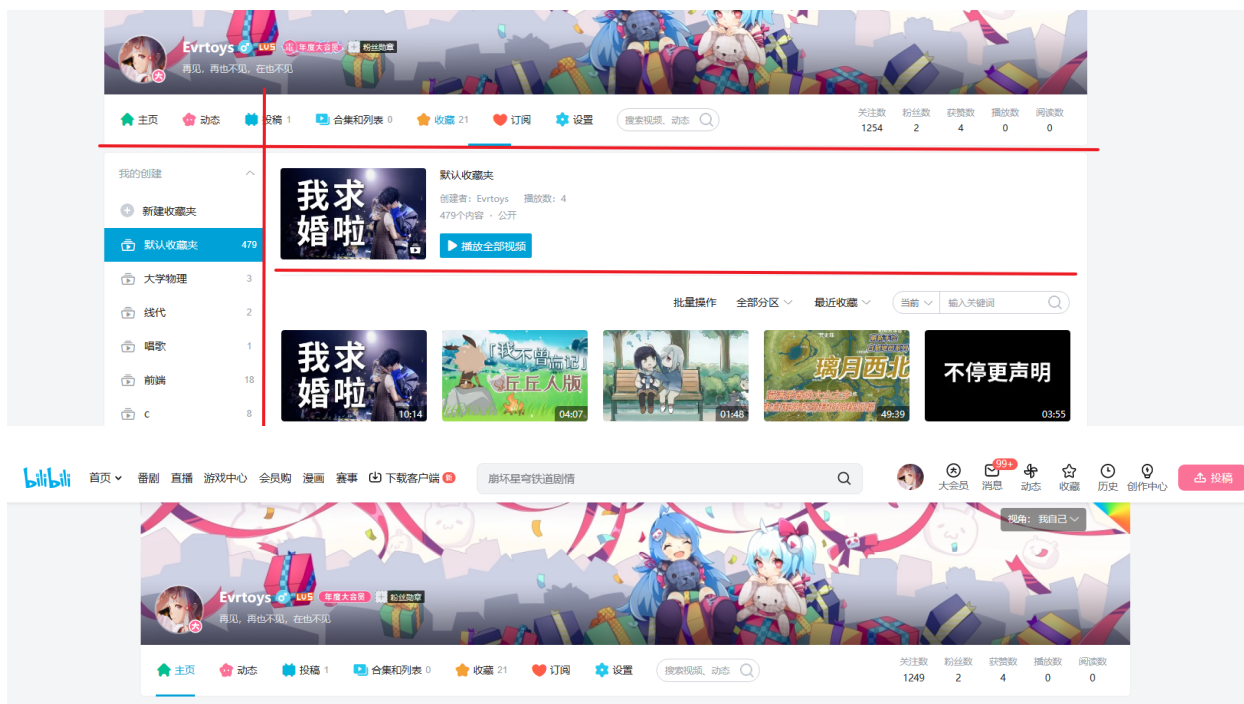 Evrtoys LV5 年度大会员 粉丝勋章
再见，再也不见，在也不见
主页 动态 投稿 1 合集和列表 0 收藏 21 订阅 设置 搜索视频、动态
关注数 粉丝数 获赞数 播放数 阅读数
1254 2 4 0 0
我的创建
新建收藏夹
默认收藏夹 479
大学物理 3
线代 2
唱歌 1
前端 18
C 8
我求婚啦
默认收藏夹
创建者：Evrtoys 播放数：4
479个内容 · 公开
播放全部视频
批量操作 全部分区 最近收藏 当前 输入关键词
我求婚啦
10:14
『我不曾忘记』
丘丘人版
04:07
01:48
璃月西北
49:39
不停更声明
03:55
bilibili 首页 番剧 直播 游戏中心 会员购 漫画 赛事 下载客户端 新 崩坏星穹铁道剧情
大会员 消息 99+ 动态 收藏 历史 创作中心 投稿
视角：我自己
Evrtoys LV5 年度大会员 粉丝勋章
再见，再也不见，在也不见
主页 动态 投稿 1 合集和列表 0 收藏 21 订阅 设置 搜索视频、动态
关注数 粉丝数 获赞数 播放数 阅读数
1249 2 4 0 0